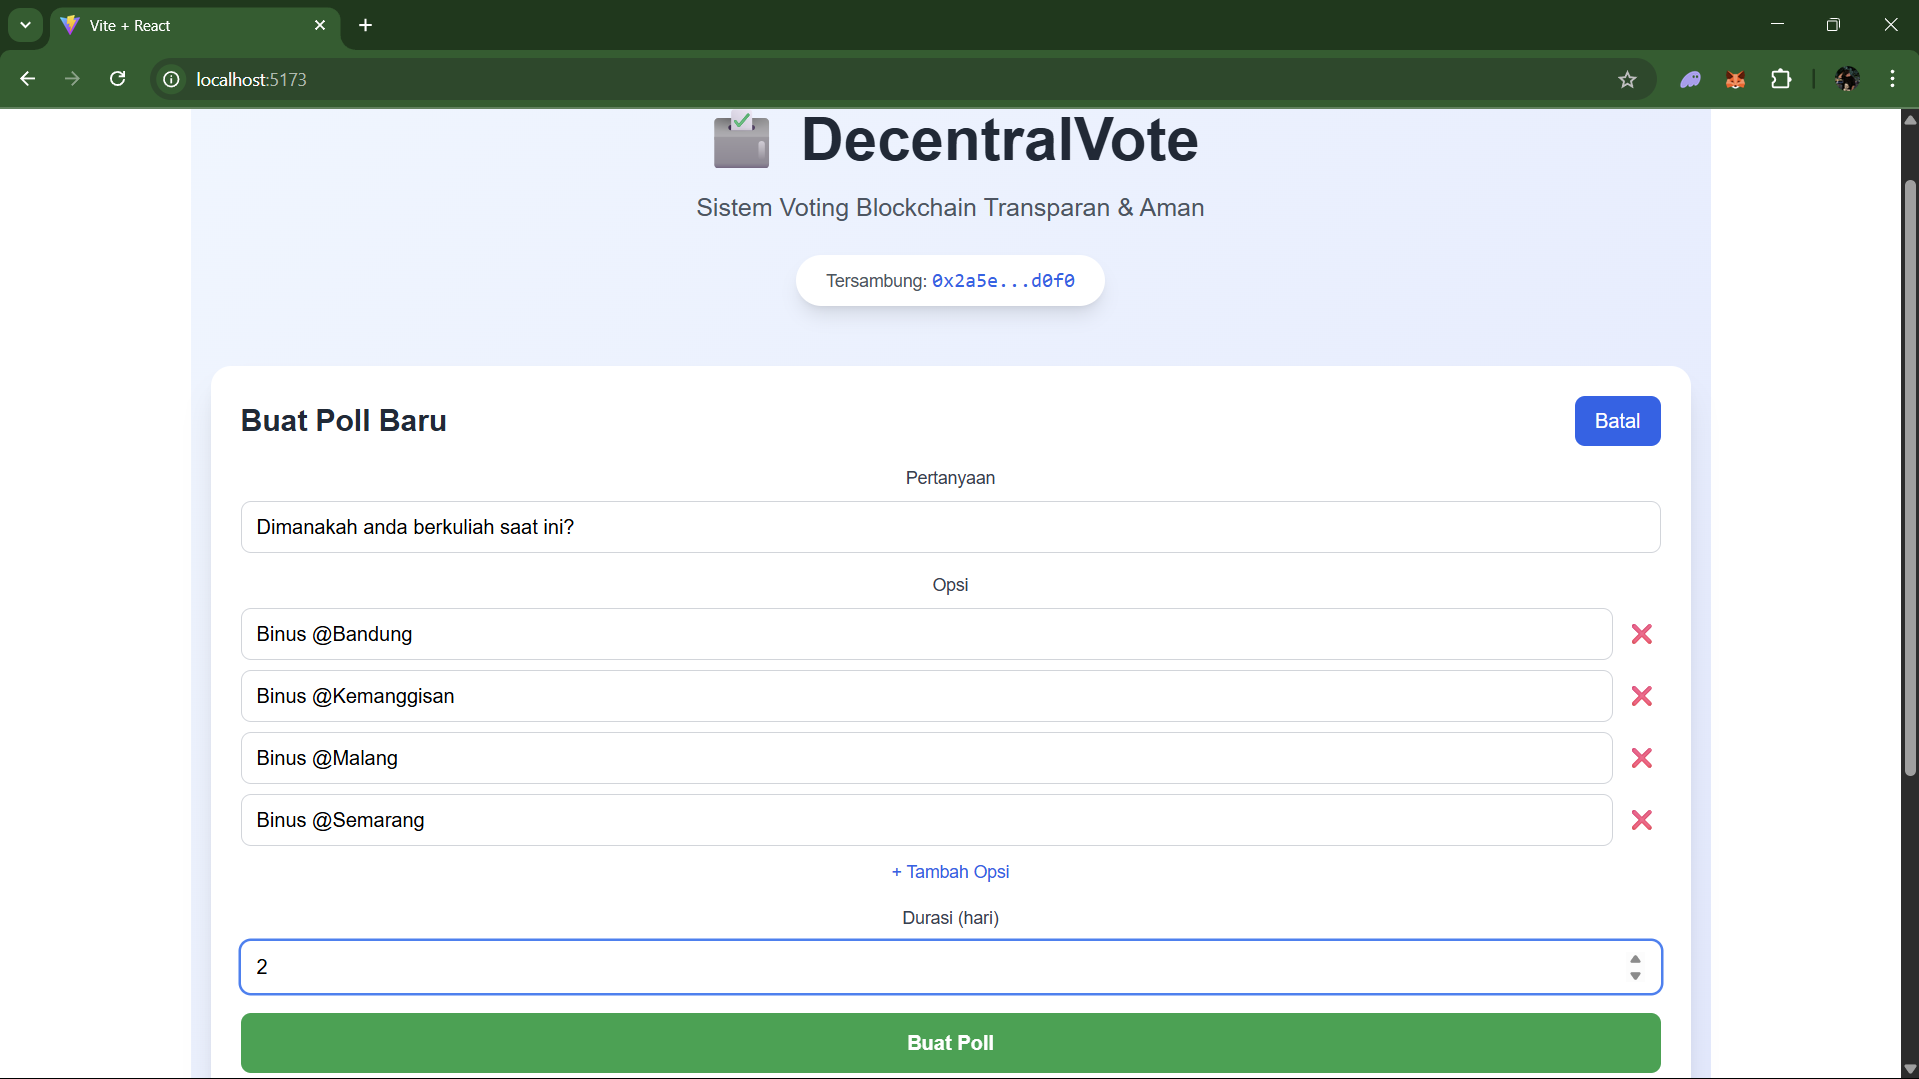 Vite + React
localhost:5173
DecentralVote
Sistem Voting Blockchain Transparan & Aman
Tersambung: 0x2a5e...d0f0
Buat Poll Baru
Batal
Pertanyaan
Dimanakah anda berkuliah saat ini?
Opsi
Binus @Bandung
Binus @Kemanggisan
Binus @Malang
Binus @Semarang
+ Tambah Opsi
Durasi (hari)
2
Buat Poll